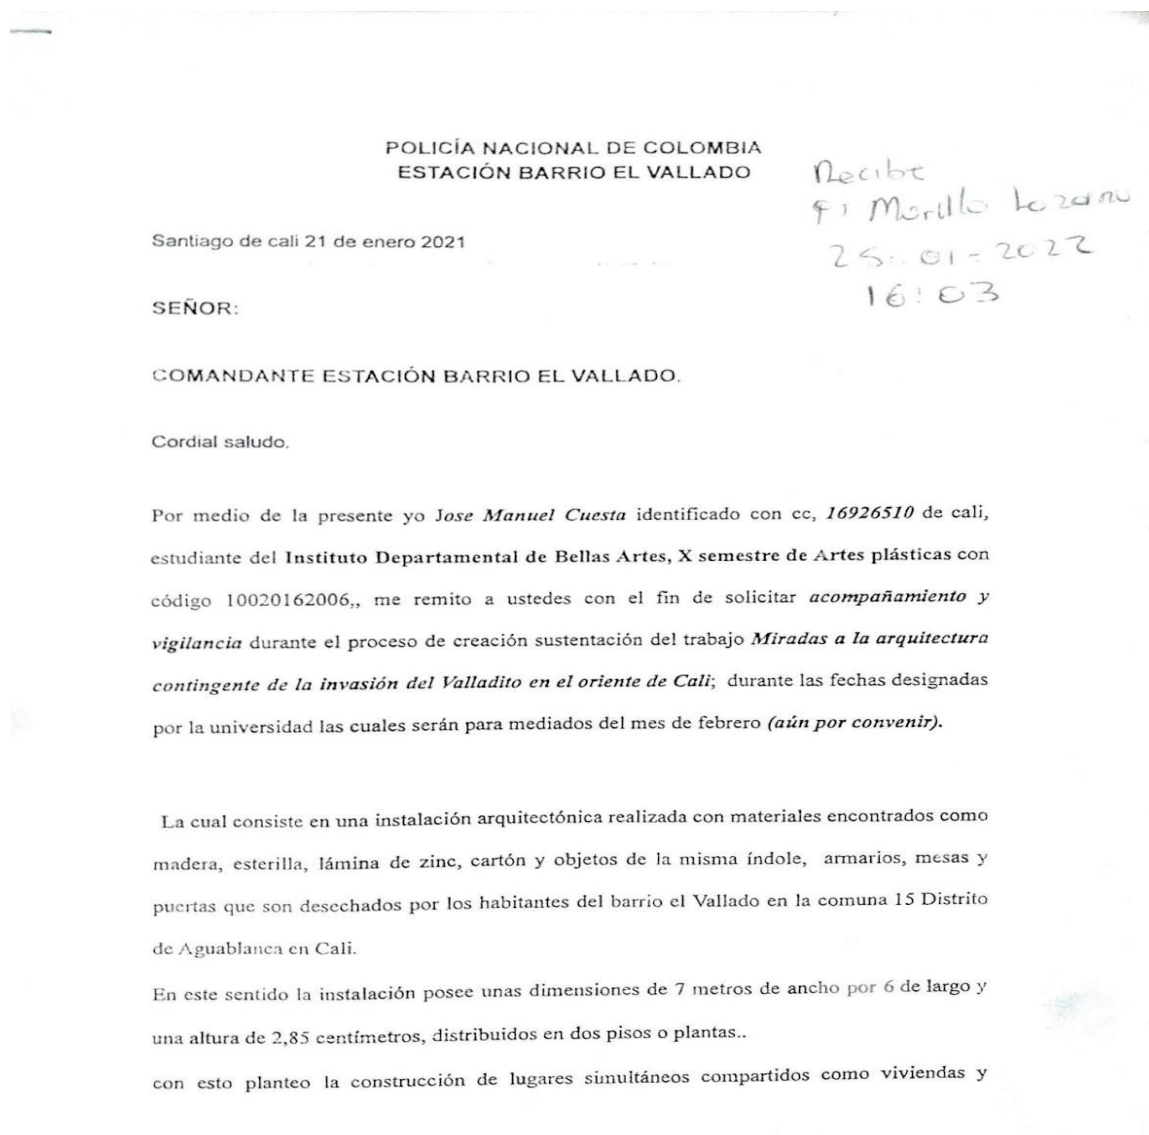 POLICÍA NACIONAL DE COLOMBIA
ESTACIÓN BARRIO EL VALLADO
Recibe
Morillo Lozano
25-01-2022
16:03
Santiago de cali 21 de enero 2021
SEÑOR:
COMANDANTE ESTACIÓN BARRIO EL VALLADO.
Cordial saludo.
Por medio de la presente yo Jose Manuel Cuesta identificado con cc, 16926510 de cali,
estudiante del Instituto Departamental de Bellas Artes, X semestre de Artes plásticas con
código 10020162006,, me remito a ustedes con el fin de solicitar acompañamiento y
vigilancia durante el proceso de creación sustentación del trabajo Miradas a la arquitectura
contingente de la invasión del Valladito en el oriente de Cali; durante las fechas designadas
por la universidad las cuales serán para mediados del mes de febrero (aún por convenir).
La cual consiste en una instalación arquitectónica realizada con materiales encontrados como
madera, esterilla, lámina de zinc, cartón y objetos de la misma índole, armarios, mesas y
puertas que son desechados por los habitantes del barrio el Vallado en la comuna 15 Distrito
de Aguablanca en Cali.
En este sentido la instalación posee unas dimensiones de 7 metros de ancho por 6 de largo y
una altura de 2,85 centímetros, distribuidos en dos pisos o plantas..
con esto planteo la construcción de lugares simultáneos compartidos como viviendas y